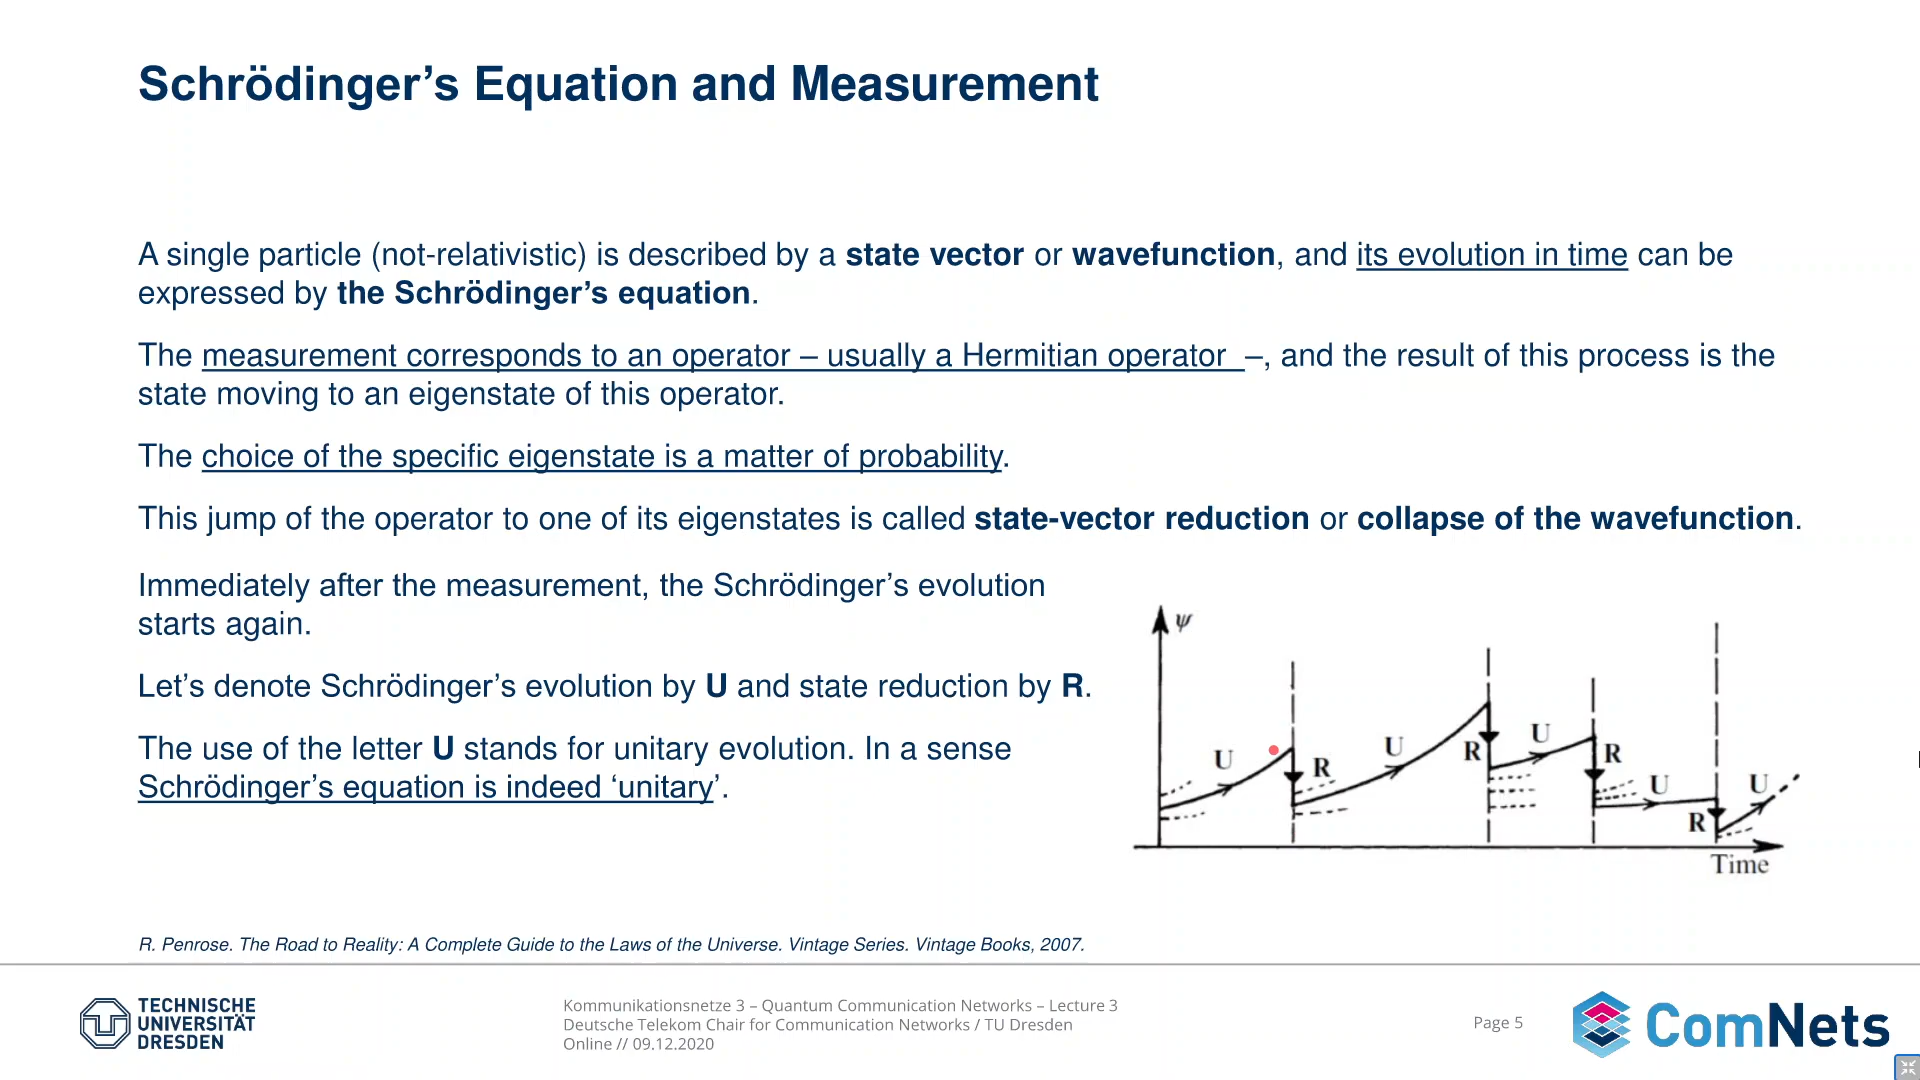 Schrödinger’s Equation and Measurement
A single particle (not-relativistic) is described by a state vector or wavefunction, and its evolution in time can be
expressed by the Schrödinger’s equation.
The measurement corresponds to an operator – usually a Hermitian operator –, and the result of this process is the
state moving to an eigenstate of this operator.
The choice of the specific eigenstate is a matter of probability.
This jump of the operator to one of its eigenstates is called state-vector reduction or collapse of the wavefunction.
Immediately after the measurement, the Schrödinger’s evolution
starts again.
Let’s denote Schrödinger’s evolution by U and state reduction by R.
The use of the letter U stands for unitary evolution. In a sense
Schrödinger’s equation is indeed ‘unitary’.
ψ
U
R
U
R
U
R
U
R
U
Time
R. Penrose. The Road to Reality: A Complete Guide to the Laws of the Universe. Vintage Series. Vintage Books, 2007.
TECHNISCHE
UNIVERSITÄT
DRESDEN
Kommunikationsnetze 3 – Quantum Communication Networks – Lecture 3
Deutsche Telekom Chair for Communication Networks / TU Dresden
Online // 09.12.2020
Page 5
ComNets